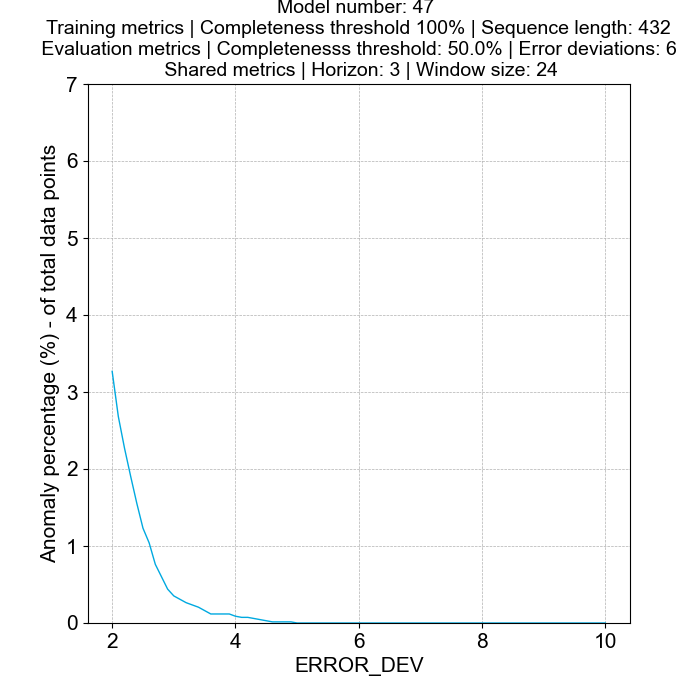 Model number: 47
Training metrics | Completeness threshold 100% | Sequence length: 432
Evaluation metrics | Completenesss threshold: 50.0% | Error deviations: 6
Shared metrics | Horizon: 3 | Window size: 24
7
6
5
4
3
2
1
0
Anomaly percentage (%) - of total data points
2 4 6 8 10
ERROR_DEV